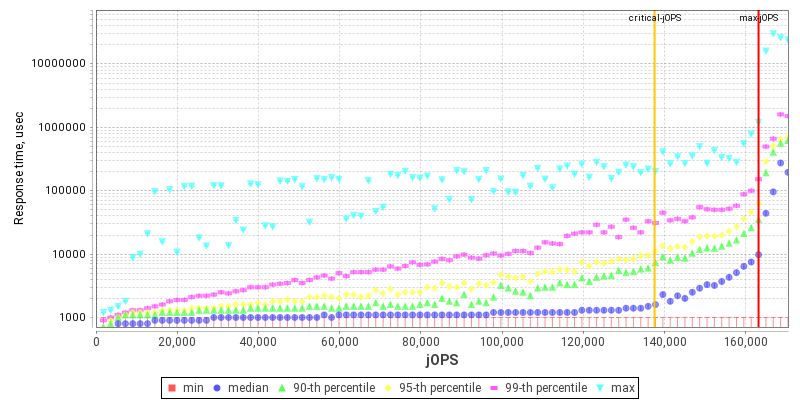 critical-jOPS
max-jOPS
Response time, usec
10000000
1000000
100000
10000
1000
0
20,000
40,000
60,000
80,000
100,000
120,000
140,000
160,000
jOPS
min
median
90-th percentile
95-th percentile
99-th percentile
max